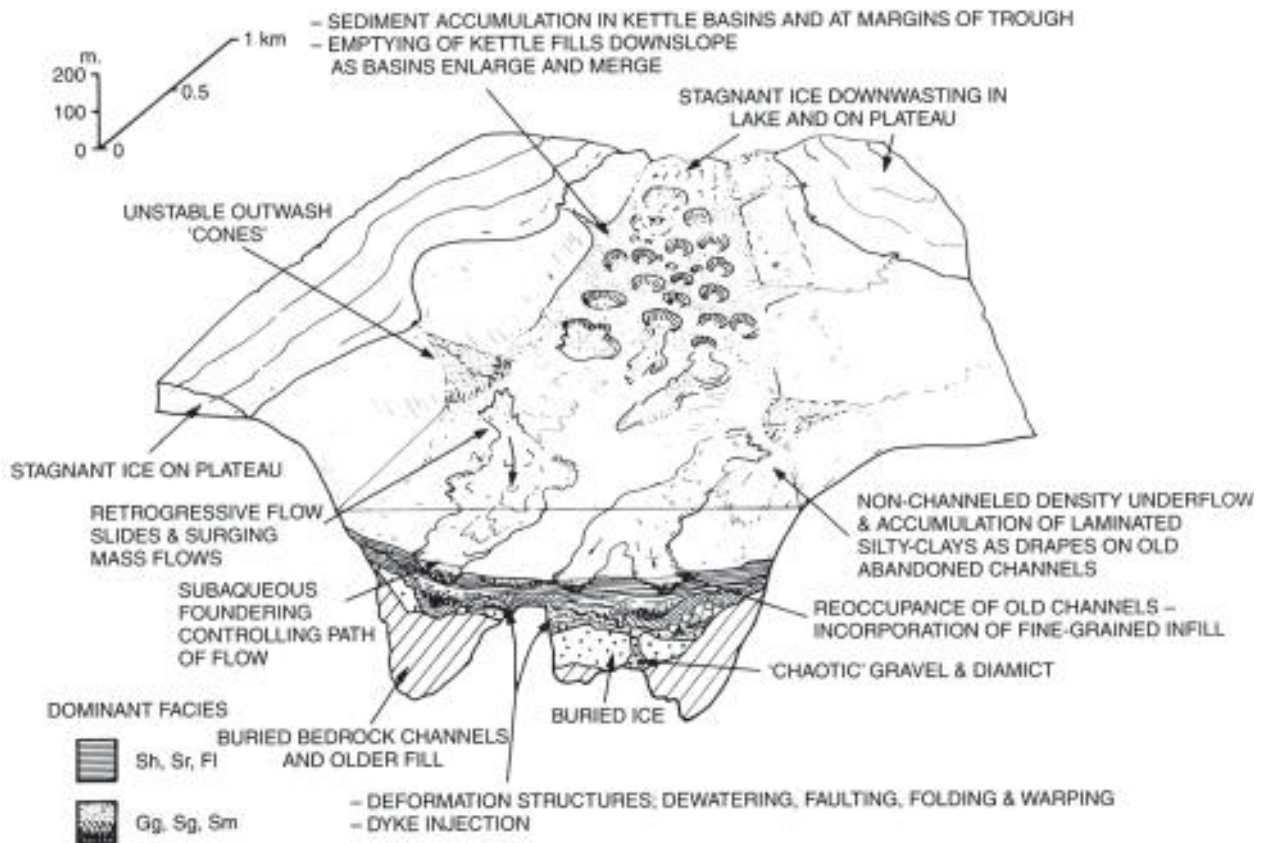 – SEDIMENT ACCUMULATION IN KETTLE BASINS AND AT MARGINS OF TROUGH
– EMPTYING OF KETTLE FILLS DOWNSLOPE
AS BASINS ENLARGE AND MERGE
1 km
m.
200
0.5
100
0
0
STAGNANT ICE DOWNWASTING IN
LAKE AND ON PLATEAU
UNSTABLE OUTWASH
'CONES'
STAGNANT ICE ON PLATEAU
RETROGRESSIVE FLOW
SLIDES & SURGING
MASS FLOWS
NON-CHANNELED DENSITY UNDERFLOW
& ACCUMULATION OF LAMINATED
SILTY-CLAYS AS DRAPES ON OLD
ABANDONED CHANNELS
SUBAQUEOUS
FOUNDERING
CONTROLLING PATH
OF FLOW
REOCCUPANCE OF OLD CHANNELS –
INCORPORATION OF FINE-GRAINED INFILL
'CHAOTIC' GRAVEL & DIAMICT
BURIED ICE
BURIED BEDROCK CHANNELS
AND OLDER FILL
DOMINANT FACIES
Sh, Sr, Fl
Gg, Sg, Sm
– DEFORMATION STRUCTURES; DEWATERING, FAULTING, FOLDING & WARPING
– DYKE INJECTION